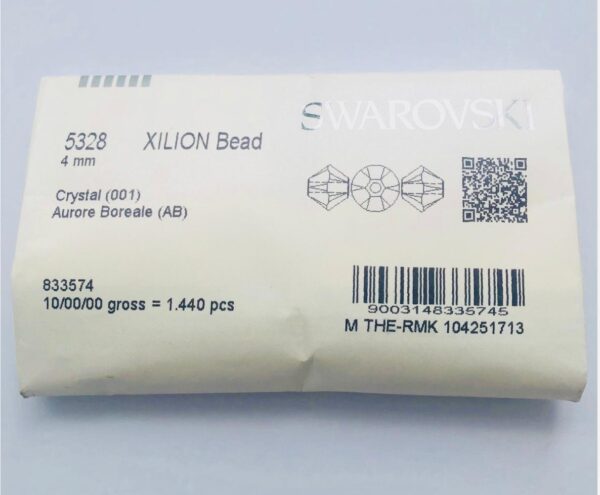 SWAROVSKI
5328 XILION Bead
4 mm
Crystal (001)
Aurore Boreale (AB)
833574
10/00/00 gross = 1.440 pcs
9003148335745
M THE-RMK 104251713